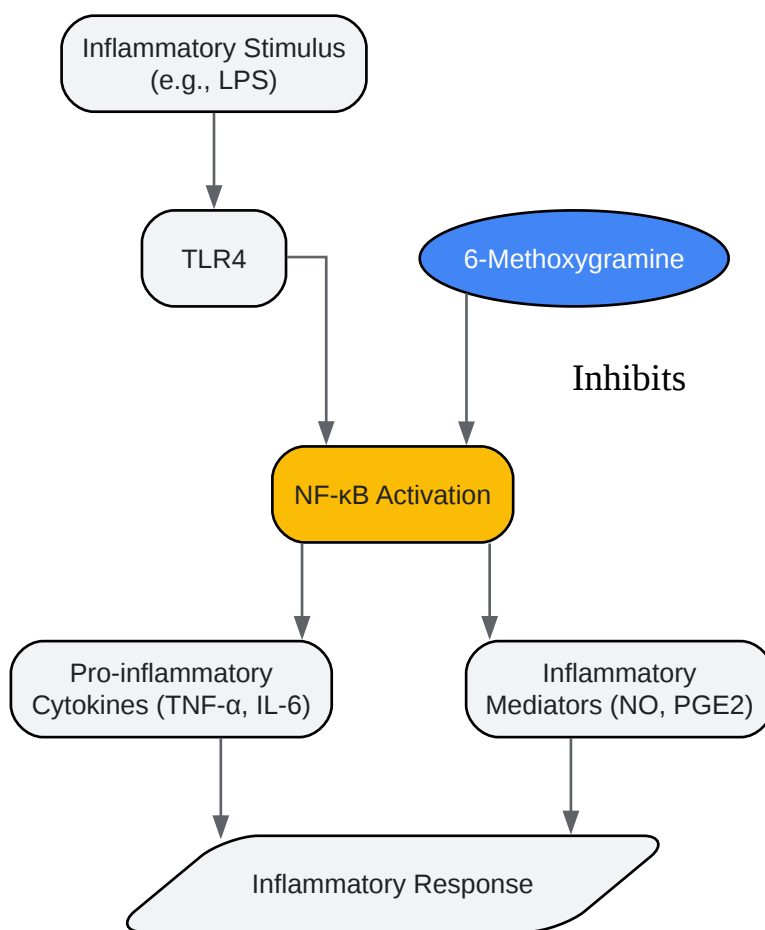 Inflammatory Stimulus
(e.g., LPS)
TLR4
6-Methoxygramine
Inhibits
NF-κB Activation
Pro-inflammatory
Cytokines (TNF-α, IL-6)
Inflammatory
Mediators (NO, PGE2)
Inflammatory Response